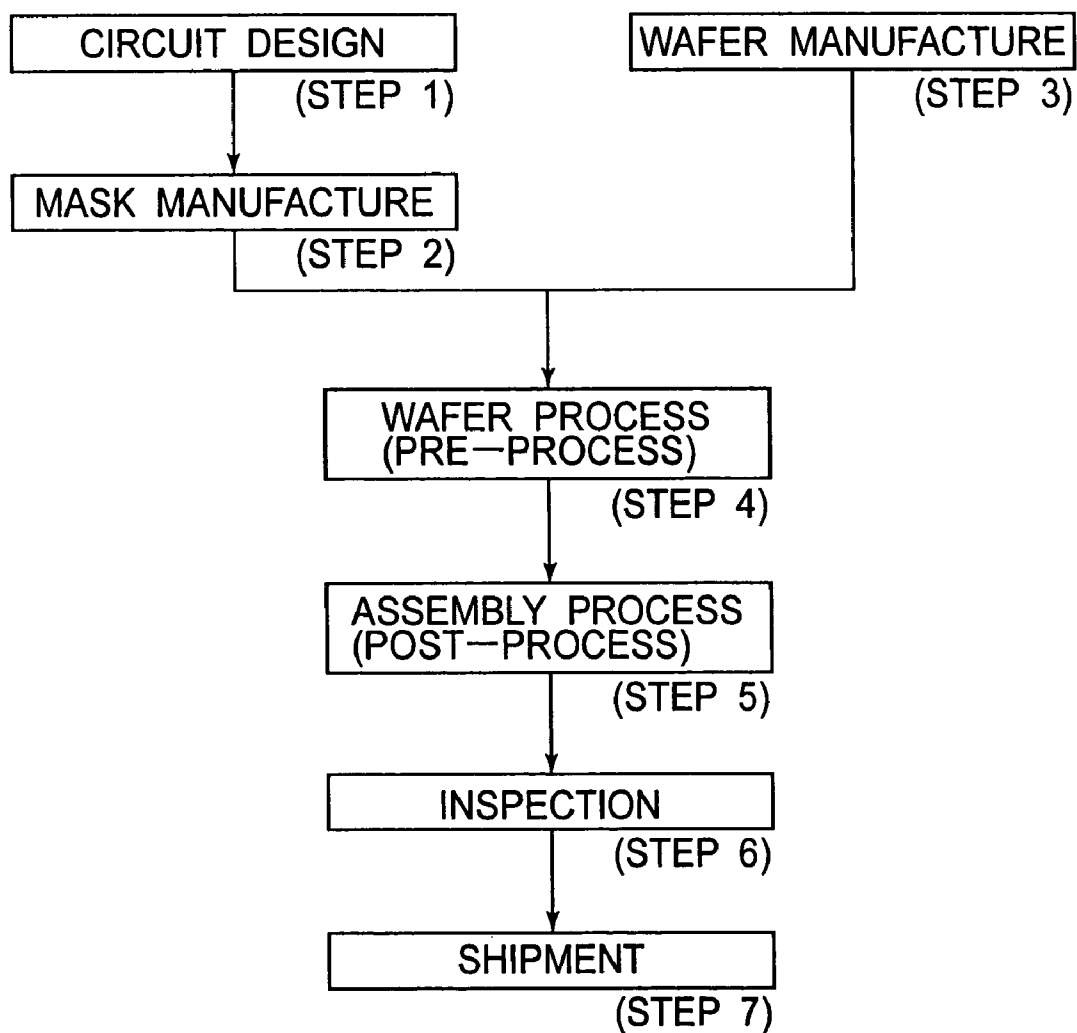 CIRCUIT DESIGN
(STEP 1)
WAFER MANUFACTURE
(STEP 3)
MASK MANUFACTURE
(STEP 2)
WAFER PROCESS
(PRE—PROCESS)
(STEP 4)
ASSEMBLY PROCESS
(POST—PROCESS)
(STEP 5)
INSPECTION
(STEP 6)
SHIPMENT
(STEP 7)